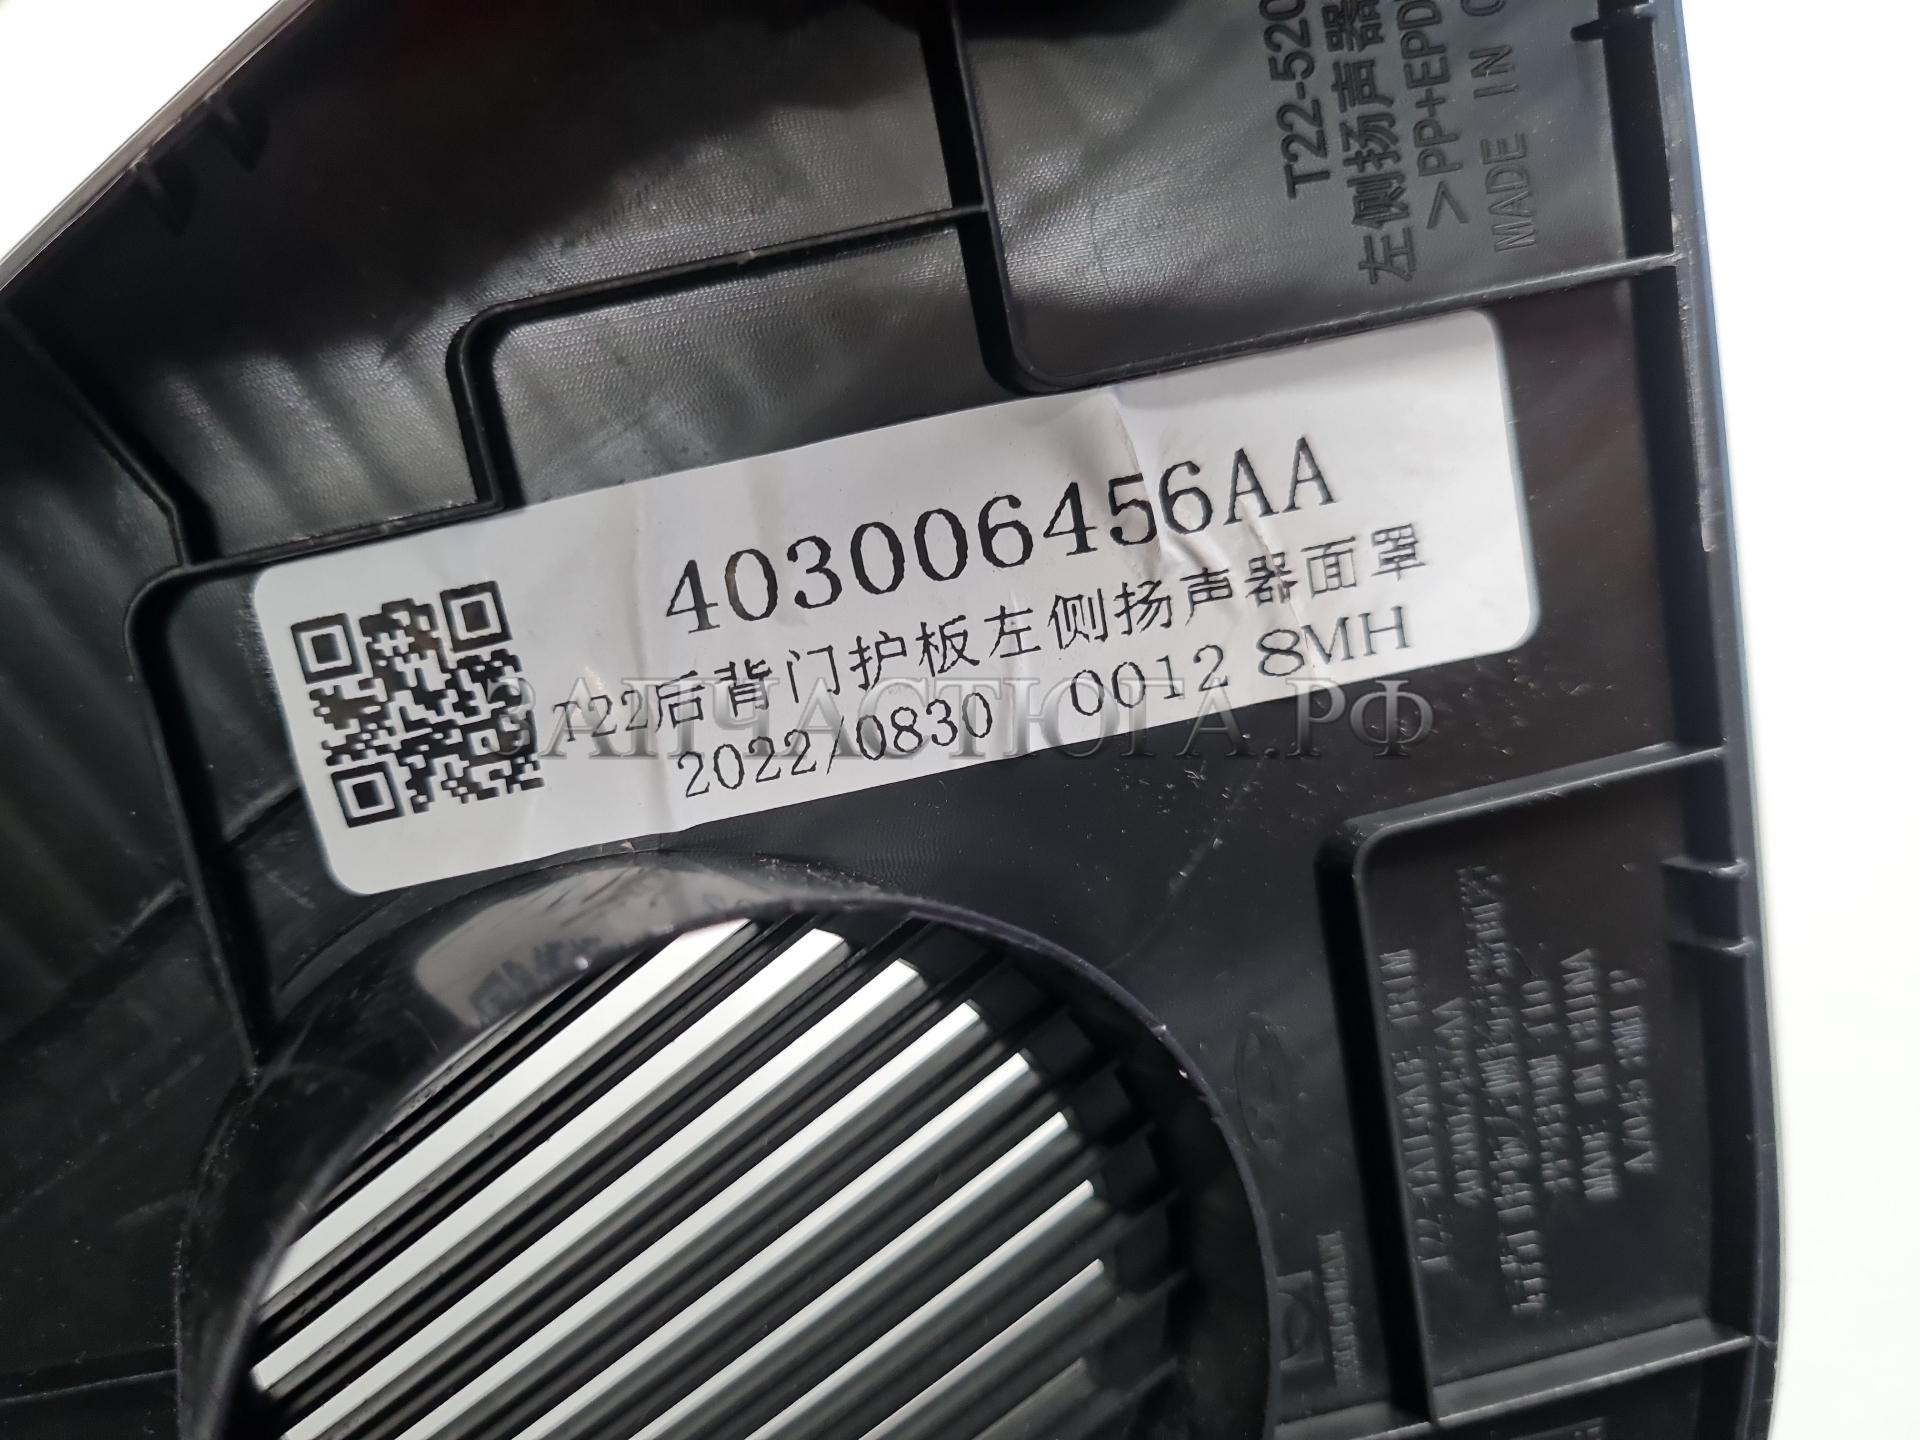 T22-520
左侧扬声器
>PP+EPD
MADE IN C
403006456AA
T22后背门护板左侧扬声器面罩
2022/0830 0012 8MH
ЗАПЧАСТЮГА.РФ
T22-TAILGATE TRIM
403006456AA
MADE IN CHINA